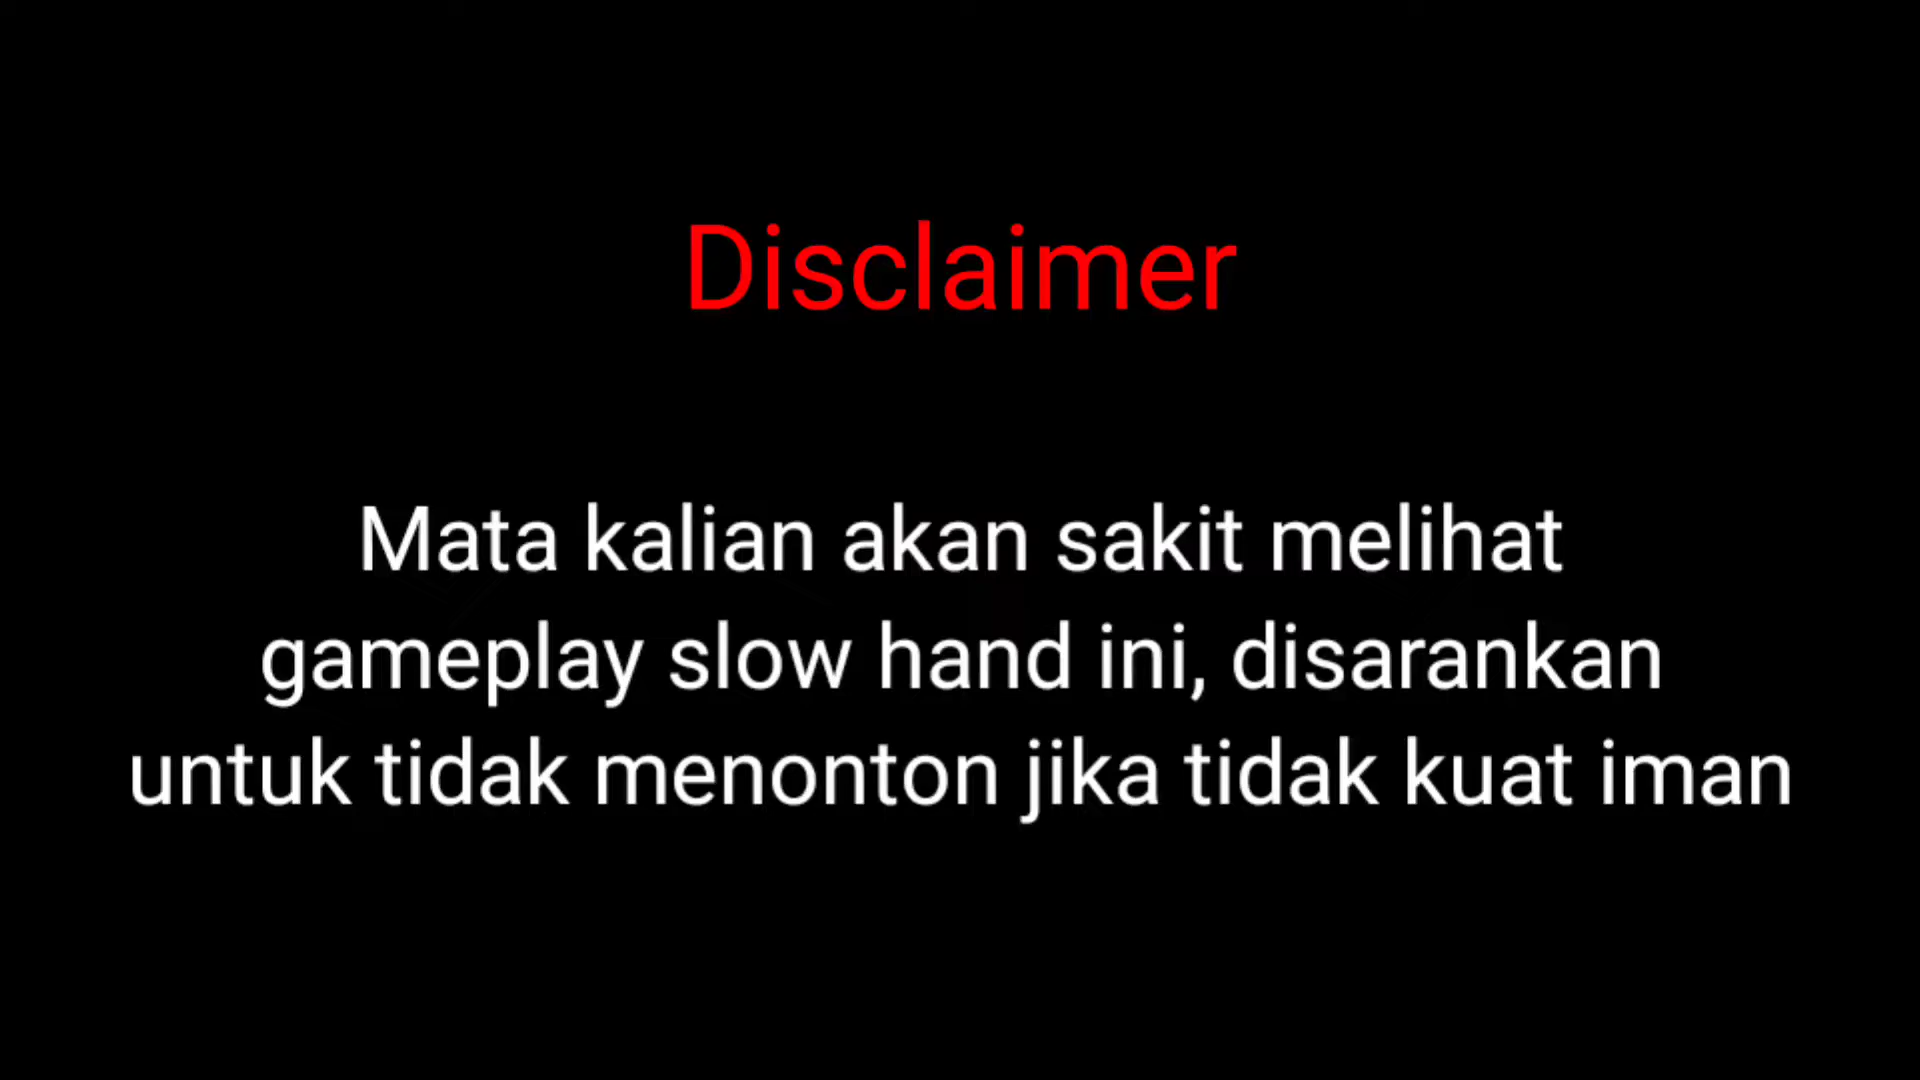 Disclaimer
Mata kalian akan sakit melihat
gameplay slow hand ini, disarankan
untuk tidak menonton jika tidak kuat iman